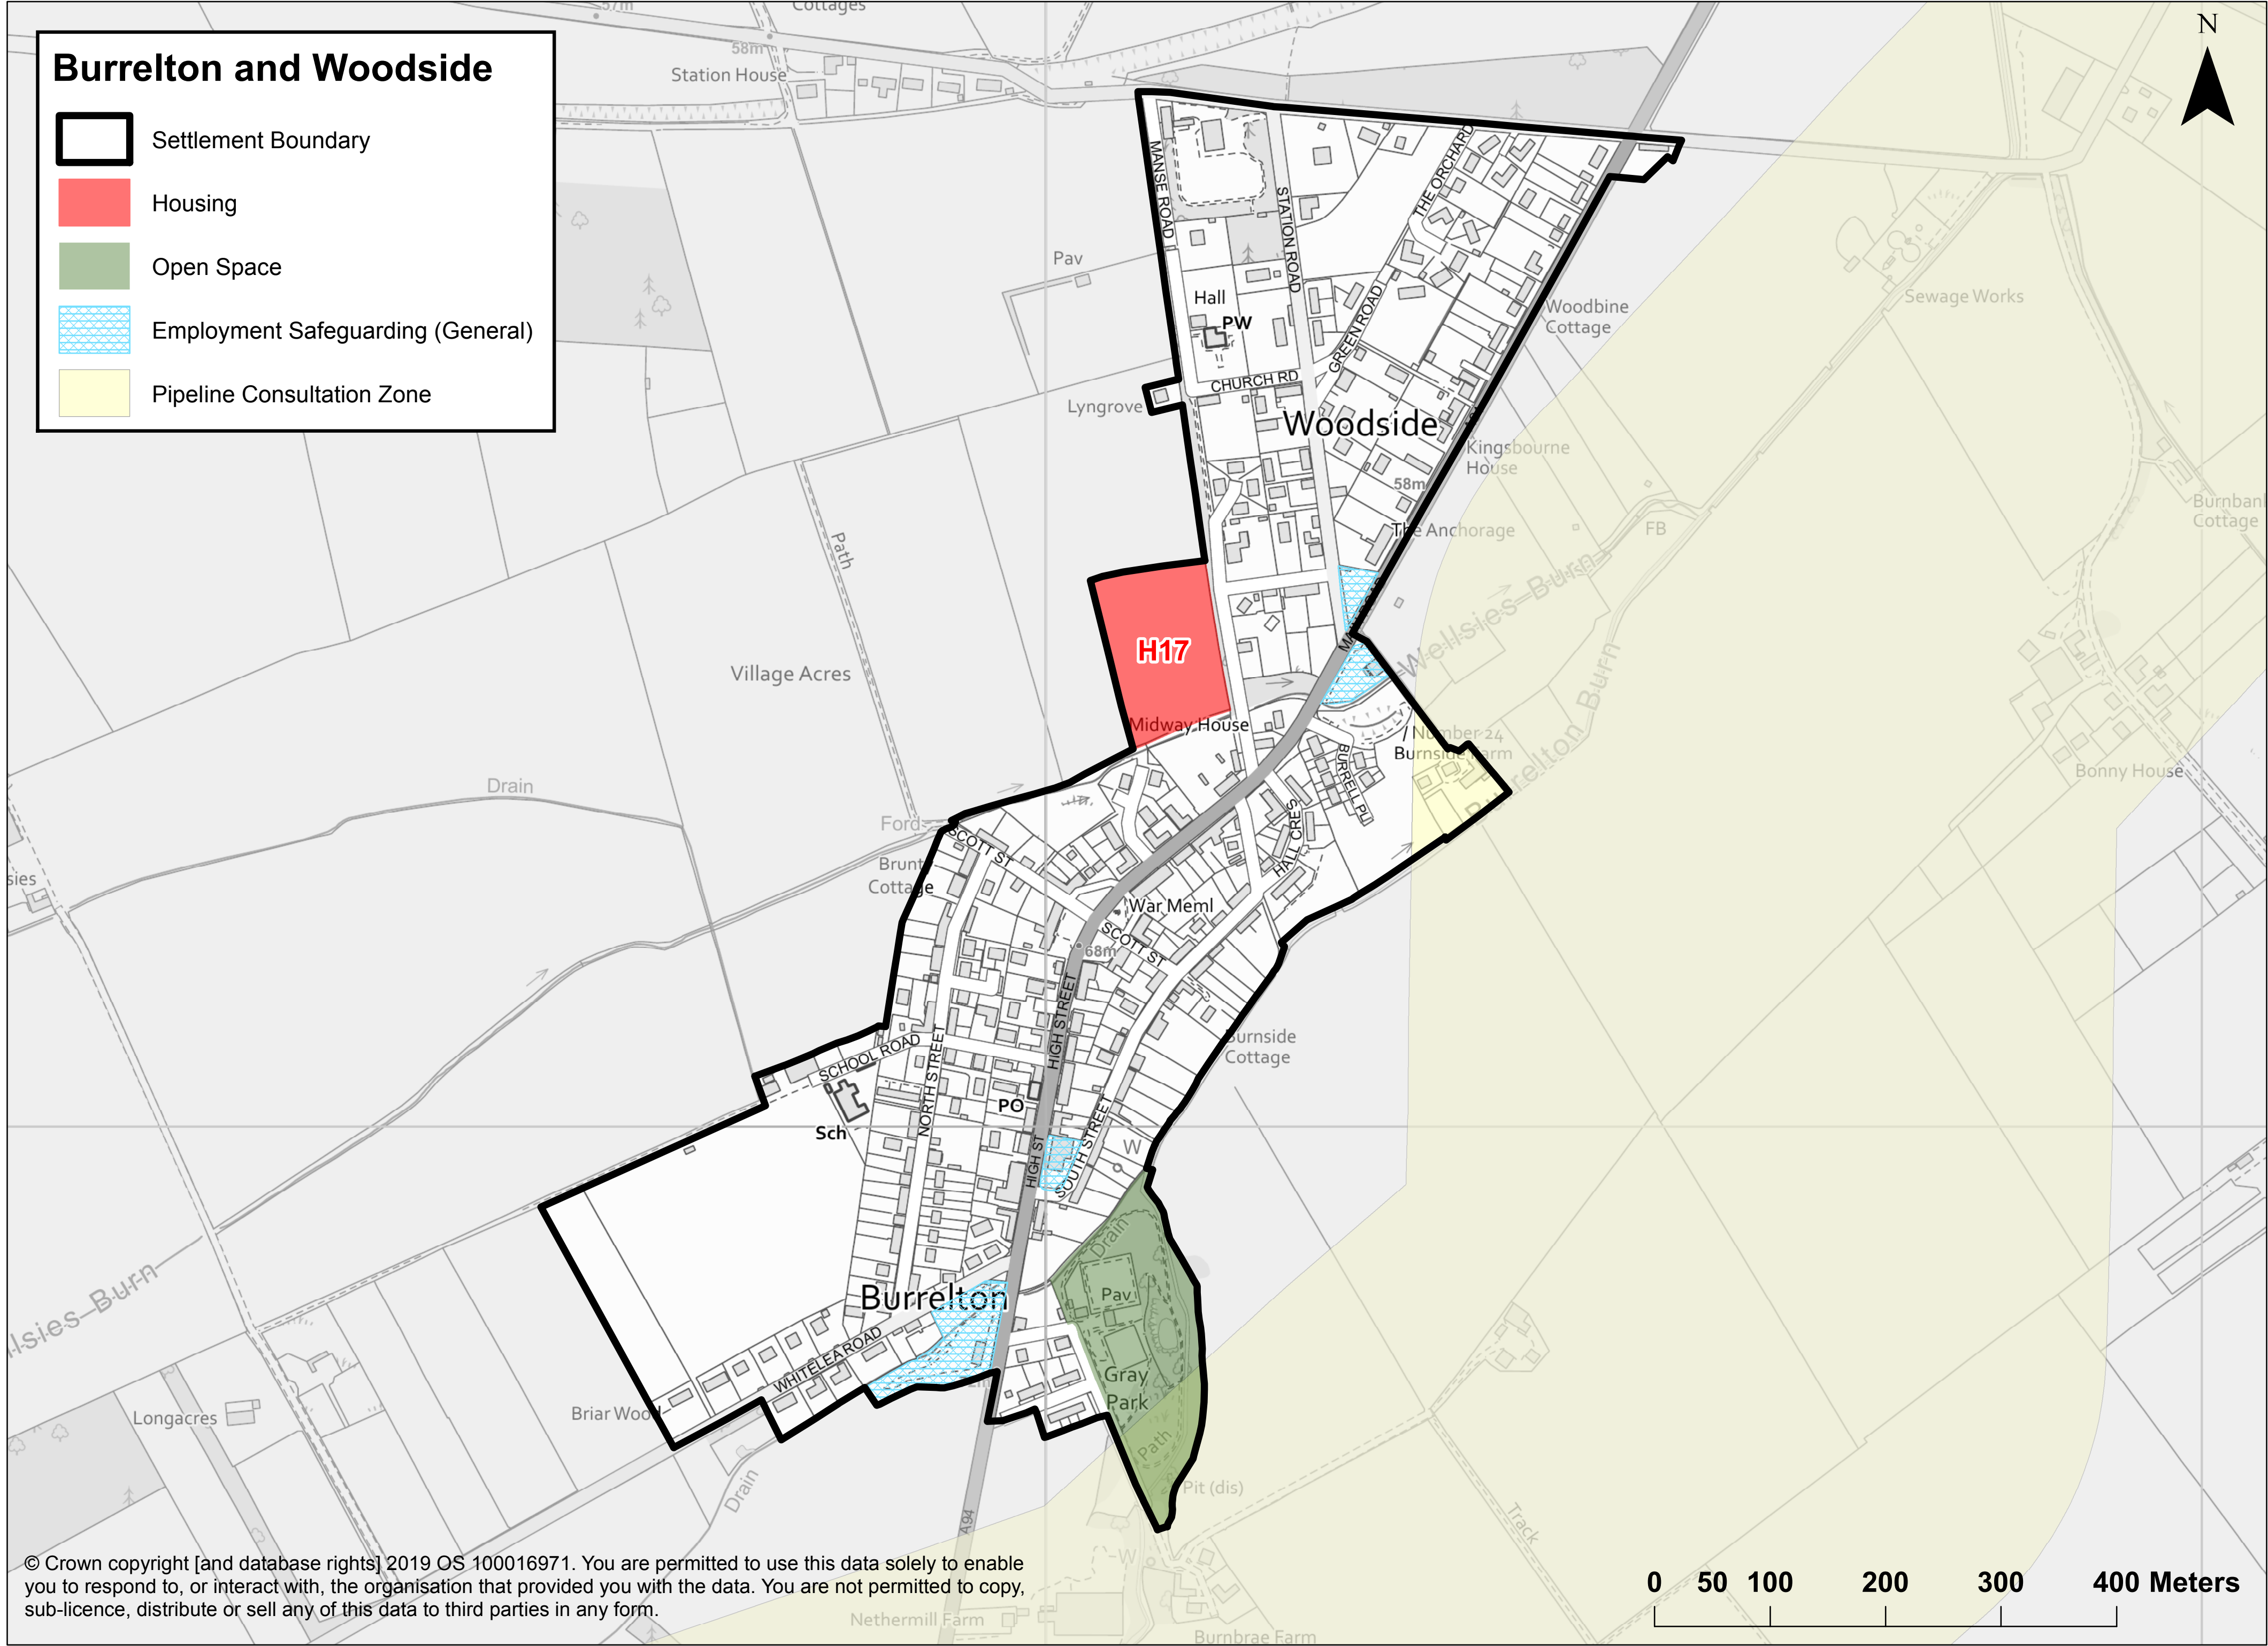 Burrelton and Woodside
Settlement Boundary
Housing
Open Space
Employment Safeguarding (General)
Pipeline Consultation Zone
N
57m
Cottages
58m
Station House
MANSE ROAD
STATION ROAD
THE ORCHARD
Pav
Hall
PW
GREEN ROAD
CHURCH RD
Lyngrove
Woodside
Woodbine
Cottage
Sewage Works
Kingsbourne
House
58m
The Anchorage
FB
Burnbank
Cottage
Path
H17
Wellsies Burn
Village Acres
Midway House
Number 24
Burnside Farm
Burrelton Burn
Bonny House
BURRELL PL
Drain
Ford
SCOTT ST
HALL CRES
Cottage
War Meml
SCOTT ST
68m
HIGH STREET
Burnside
Cottage
SCHOOL ROAD
NORTH STREET
PO
Sch
SOUTH STREET
HIGH ST
W
Drain
Pav
Burrelton
WHITELEA ROAD
Gray
Park
Path
Briar Wood
Longacres
lsies Burn
sies
Drain
A94
Pit (dis)
Track
W
Nethermill Farm
Burnbrae Farm
© Crown copyright [and database rights] 2019 OS 100016971. You are permitted to use this data solely to enable
you to respond to, or interact with, the organisation that provided you with the data. You are not permitted to copy,
sub-licence, distribute or sell any of this data to third parties in any form.
0 50 100 200 300 400 Meters